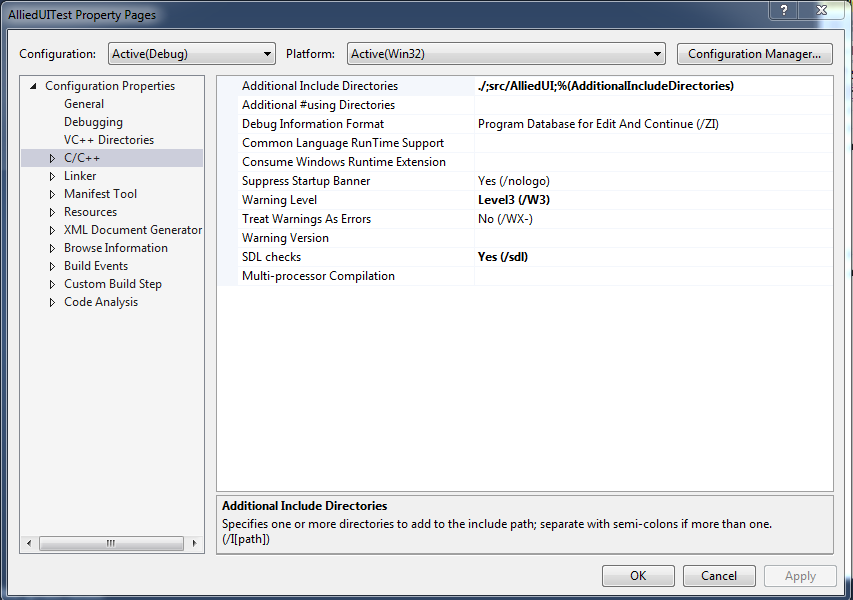 AlliedUITest Property Pages
?
Configuration: Active(Debug) Platform: Active(Win32) Configuration Manager...
Configuration Properties
General
Debugging
VC++ Directories
C/C++
Linker
Manifest Tool
Resources
XML Document Generator
Browse Information
Build Events
Custom Build Step
Code Analysis
Additional Include Directories ./;src/AlliedUI;%(AdditionalIncludeDirectories)
Additional #using Directories
Debug Information Format Program Database for Edit And Continue (/ZI)
Common Language RunTime Support
Consume Windows Runtime Extension
Suppress Startup Banner Yes (/nologo)
Warning Level Level3 (/W3)
Treat Warnings As Errors No (/WX-)
Warning Version
SDL checks Yes (/sdl)
Multi-processor Compilation
Additional Include Directories
Specifies one or more directories to add to the include path; separate with semi-colons if more than one.
(/I[path])
OK Cancel Apply